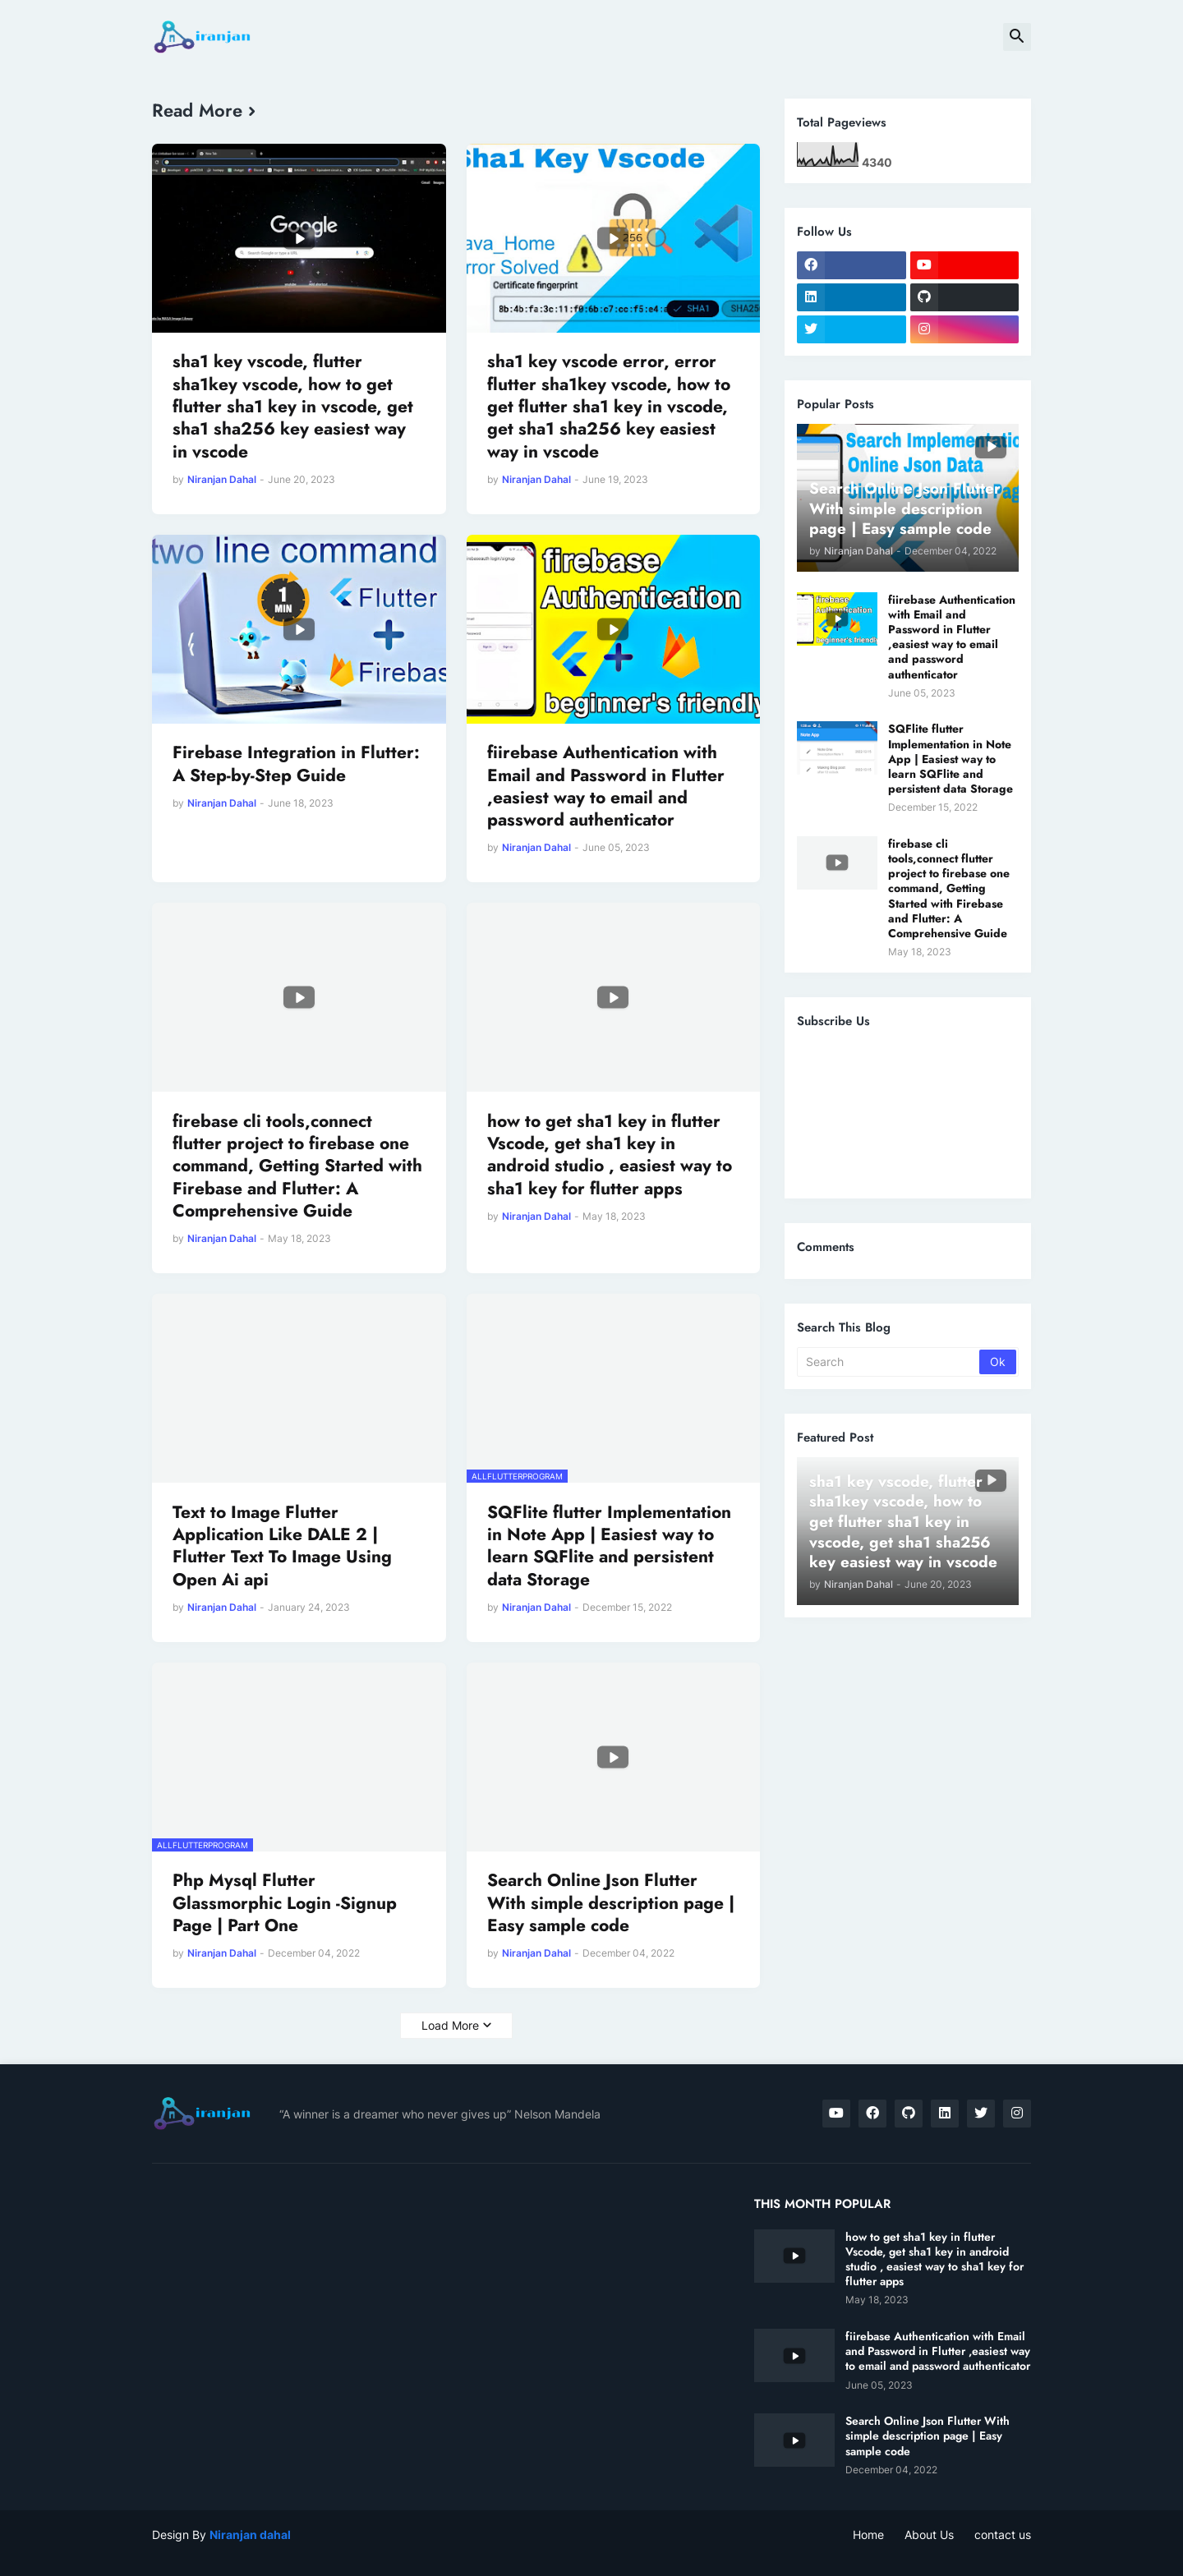 iranjan
Read More
Google
Search Google or type a URL
sha1 key vscode, flutter
sha1key vscode, how to get
flutter sha1 key in vscode, get
sha1 sha256 key easiest way
in vscode
by Niranjan Dahal - June 20, 2023
Sha1 Key Vscode
256
ava_Home
rror Solved
Certificate fingerprint
8b:4b:fa:3c:11:f0:6b:c7:cc:f5:e4:a
SHA1
SHA25
sha1 key vscode error, error
flutter sha1key vscode, how to
get flutter sha1 key in vscode,
get sha1 sha256 key easiest
way in vscode
by Niranjan Dahal - June 19, 2023
two line command
1
MIN
Flutter
+
Firebas
Firebase Integration in Flutter:
A Step-by-Step Guide
by Niranjan Dahal - June 18, 2023
firebase
Authentication
+
beginner's friendly
fiirebase Authentication with
Email and Password in Flutter
,easiest way to email and
password authenticator
by Niranjan Dahal - June 05, 2023
firebase cli tools,connect
flutter project to firebase one
command, Getting Started with
Firebase and Flutter: A
Comprehensive Guide
by Niranjan Dahal - May 18, 2023
how to get sha1 key in flutter
Vscode, get sha1 key in
android studio , easiest way to
sha1 key for flutter apps
by Niranjan Dahal - May 18, 2023
Text to Image Flutter
Application Like DALE 2 |
Flutter Text To Image Using
Open Ai api
by Niranjan Dahal - January 24, 2023
ALLFLUTTERPROGRAM
SQFlite flutter Implementation
in Note App | Easiest way to
learn SQFlite and persistent
data Storage
by Niranjan Dahal - December 15, 2022
ALLFLUTTERPROGRAM
Php Mysql Flutter
Glassmorphic Login -Signup
Page | Part One
by Niranjan Dahal - December 04, 2022
Search Online Json Flutter
With simple description page |
Easy sample code
by Niranjan Dahal - December 04, 2022
Load More
Total Pageviews
4340
Follow Us
Popular Posts
Search Implementatio
Online Json Data
Search Online Json Flutter
With simple description
page | Easy sample code
by Niranjan Dahal - December 04, 2022
fiirebase Authentication
with Email and
Password in Flutter
,easiest way to email
and password
authenticator
June 05, 2023
Note App
SQFlite flutter
Implementation in Note
App | Easiest way to
learn SQFlite and
persistent data Storage
December 15, 2022
firebase cli
tools,connect flutter
project to firebase one
command, Getting
Started with Firebase
and Flutter: A
Comprehensive Guide
May 18, 2023
Subscribe Us
Comments
Search This Blog
Search
Ok
Featured Post
sha1 key vscode, flutter
sha1key vscode, how to
get flutter sha1 key in
vscode, get sha1 sha256
key easiest way in vscode
by Niranjan Dahal - June 20, 2023
iranjan
“A winner is a dreamer who never gives up” Nelson Mandela
THIS MONTH POPULAR
how to get sha1 key in flutter
Vscode, get sha1 key in android
studio , easiest way to sha1 key for
flutter apps
May 18, 2023
fiirebase Authentication with Email
and Password in Flutter ,easiest way
to email and password authenticator
June 05, 2023
Search Online Json Flutter With
simple description page | Easy
sample code
December 04, 2022
Design By Niranjan dahal
Home
About Us
contact us